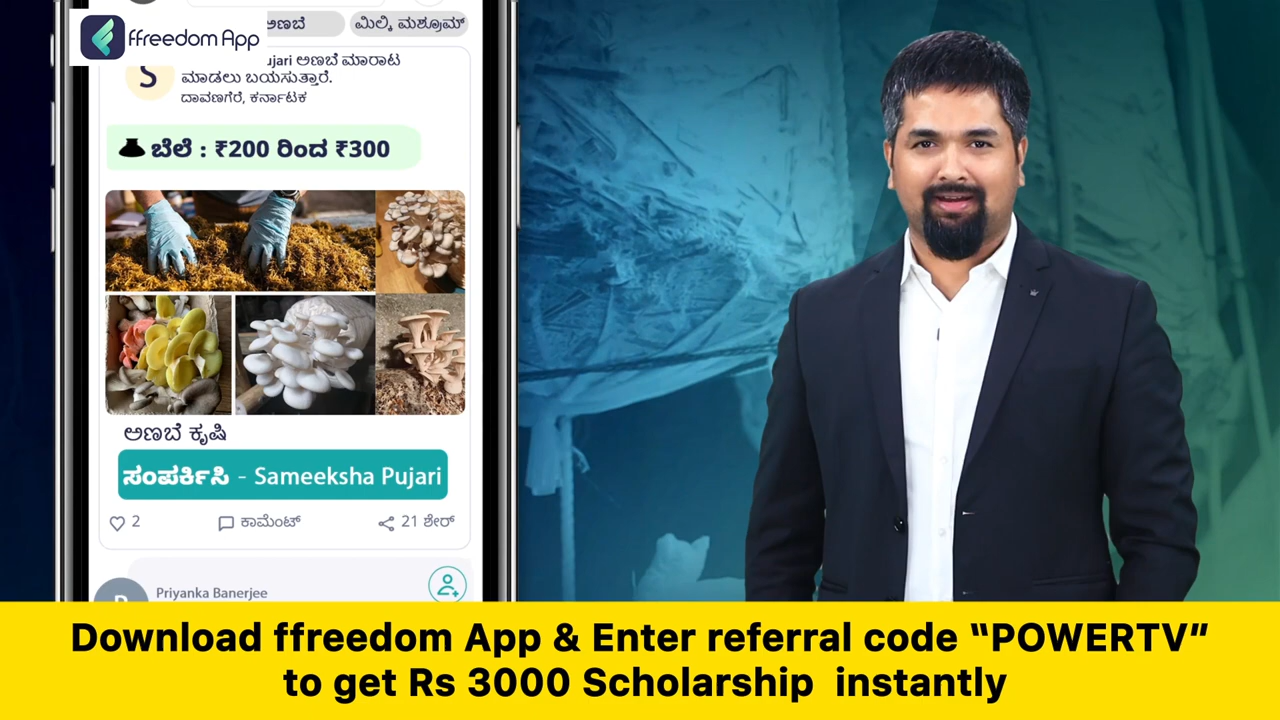 ಅಣಬೆ
ಮಿಲ್ಕಿ ಮಶ್ರೂಮ್
ffreedom App
S
ujari ಅಣಬೆ ಮಾರಾಟ
ಮಾಡಲು ಬಯಸುತ್ತಾರೆ.
ದಾವಣಗೆರೆ, ಕರ್ನಾಟಕ
ಬೆಲೆ : ₹200 ರಿಂದ ₹300
ಅಣಬೆ ಕೃಷಿ
ಸಂಪರ್ಕಿಸಿ - Sameeksha Pujari
2
ಕಾಮೆಂಟ್
21 ಶೇರ್
Priyanka Banerjee
Download ffreedom App & Enter referral code “POWERTV”
to get Rs 3000 Scholarship instantly